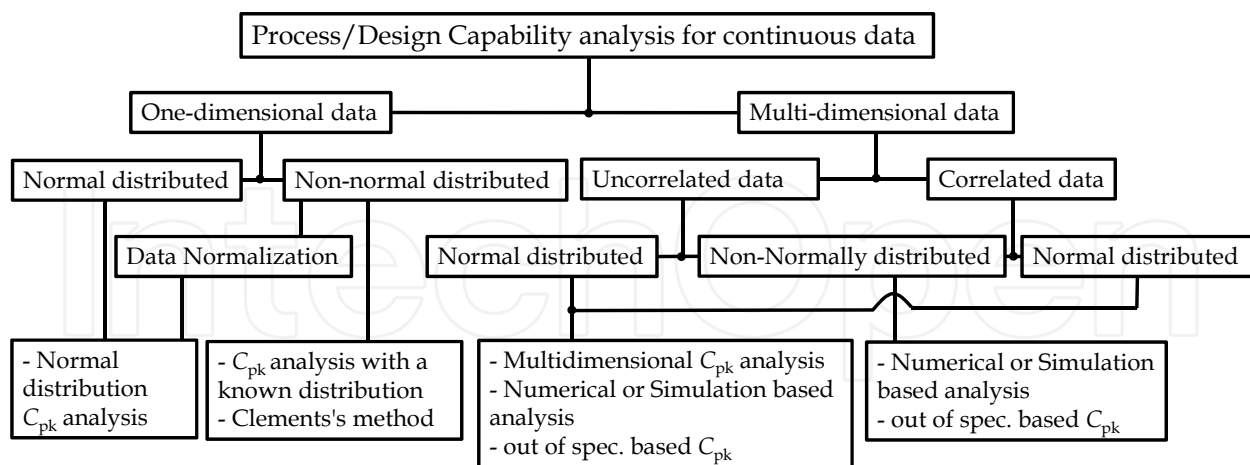 Process/Design Capability analysis for continuous data
One-dimensional data
Multi-dimensional data
Normal distributed
Non-normal distributed
Uncorrelated data
Correlated data
Data Normalization
Normal distributed
Non-Normally distributed
Normal distributed
- Normal
distribution
Cpk analysis
- Cpk analysis with a
known distribution
- Clements's method
- Multidimensional Cpk analysis
- Numerical or Simulation based
analysis
- out of spec. based Cpk
- Numerical or Simulation
based analysis
- out of spec. based Cpk
IntechOpen